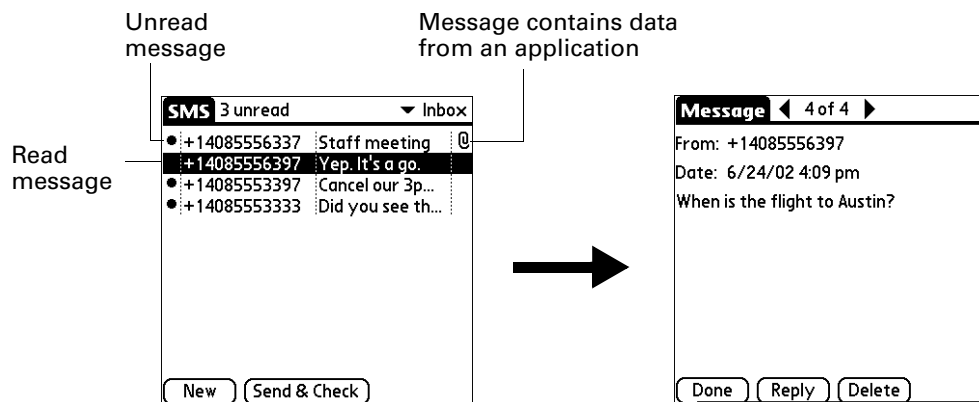 Unread
message
Message contains data
from an application
Read
message
SMS 3 unread Inbox
+14085556337 Staff meeting
+14085556397 Yep. It's a go.
+14085553397 Cancel our 3p...
+14085553333 Did you see th...
New Send & Check
Message 4 of 4
From: +14085556397
Date: 6/24/02 4:09 pm
When is the flight to Austin?
Done Reply Delete